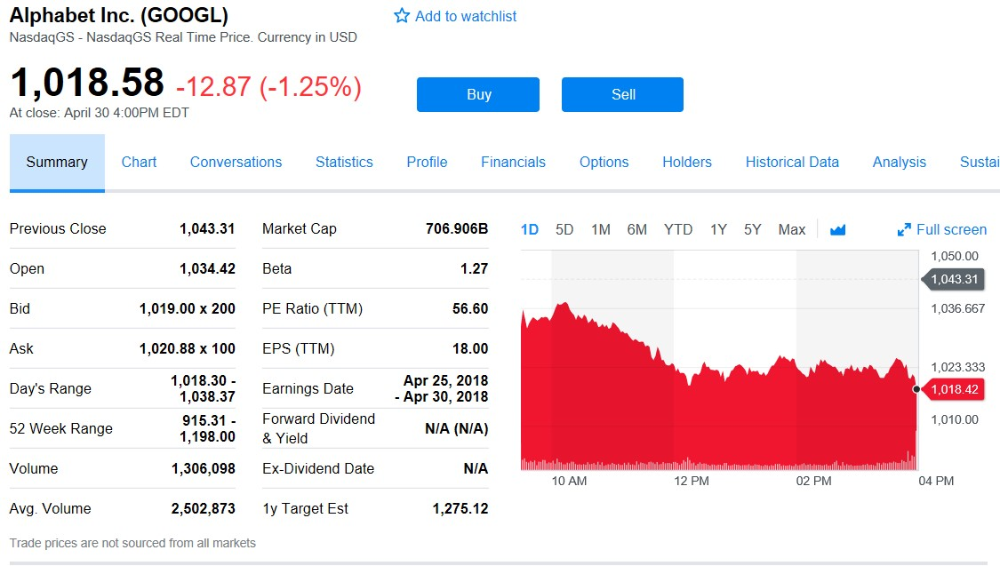 Alphabet Inc. (GOOGL)
Add to watchlist
NasdaqGS - NasdaqGS Real Time Price. Currency in USD
1,018.58 -12.87 (-1.25%)
At close: April 30 4:00PM EDT
Buy
Sell
Summary Chart Conversations Statistics Profile Financials Options Holders Historical Data Analysis Sustai
Previous Close 1,043.31
Open 1,034.42
Bid 1,019.00 x 200
Ask 1,020.88 x 100
Day's Range 1,018.30 -
1,038.37
52 Week Range 915.31 -
1,198.00
Volume 1,306,098
Avg. Volume 2,502,873
Market Cap 706.906B
Beta 1.27
PE Ratio (TTM) 56.60
EPS (TTM) 18.00
Earnings Date Apr 25, 2018
- Apr 30, 2018
Forward Dividend
& Yield N/A (N/A)
Ex-Dividend Date N/A
1y Target Est 1,275.12
1D 5D 1M 6M YTD 1Y 5Y Max Full screen
1,050.00
1,043.31
1,036.667
1,023.333
1,018.42
1,010.00
10 AM 12 PM 02 PM 04 PM
Trade prices are not sourced from all markets